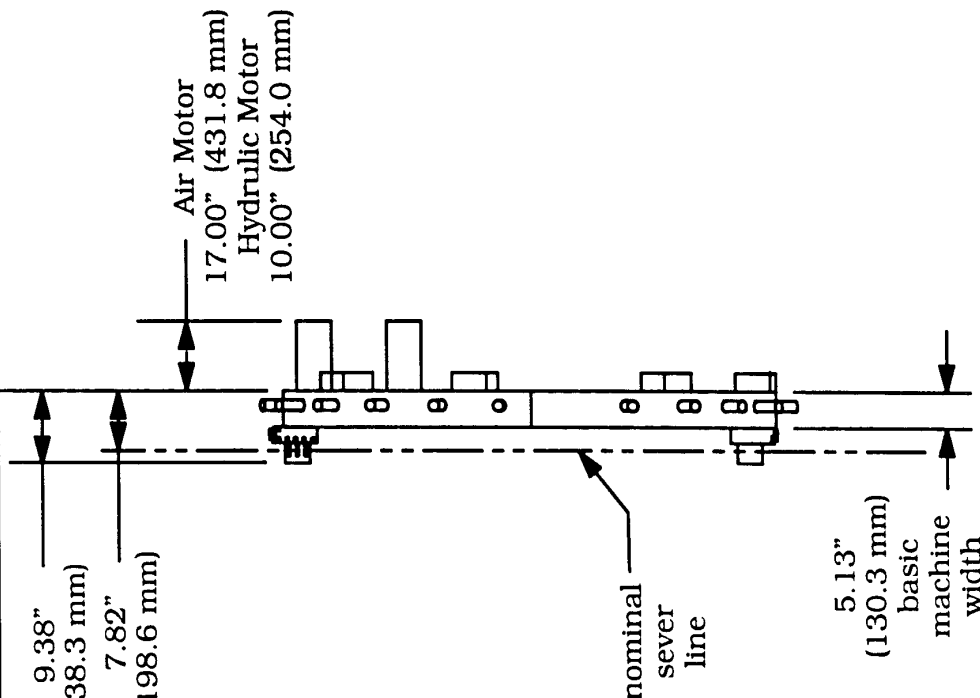 Air Motor
17.00" (431.8 mm)
Hydrulic Motor
10.00" (254.0 mm)
9.38"
38.3 mm)
7.82"
198.6 mm)
nominal
sever
line
5.13"
(130.3 mm)
basic
machine
width